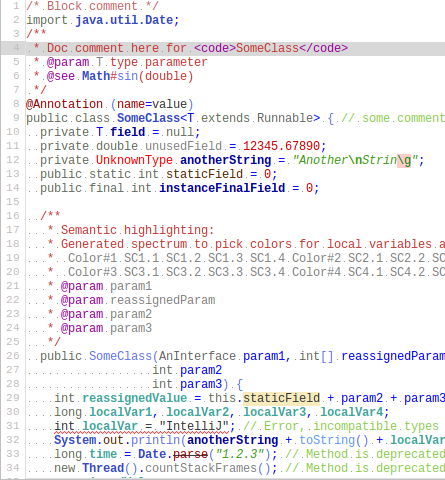 1 /* Block comment */
2 import java.util.Date;
3 /**
4  * Doc comment here for <code>SomeClass</code>
5  * @param T type parameter
6  * @see Math#sin(double)
7  */
8 @Annotation (name=value)
9 public class SomeClass<T extends Runnable> { // some comment
10   private T field = null;
11   private double unusedField = 12345.67890;
12   private UnknownType anotherString = "Another\nStrin\g";
13   public static int staticField = 0;
14   public final int instanceFinalField = 0;
15
16   /**
17    * Semantic highlighting:
18    * Generated spectrum to pick colors for local variables a
19    *  Color#1 SC1.1 SC1.2 SC1.3 SC1.4 Color#2 SC2.1 SC2.2 SC
20    *  Color#3 SC3.1 SC3.2 SC3.3 SC3.4 Color#4 SC4.1 SC4.2 SC
21    * @param param1
22    * @param reassignedParam
23    * @param param2
24    * @param param3
25    */
26   public SomeClass(AnInterface param1, int[] reassignedParam
27                    int param2
28                    int param3) {
29     int reassignedValue = this.staticField + param2 + param3
30     long localVar1, localVar2, localVar3, localVar4;
31     int localVar = "IntelliJ"; // Error, incompatible types
32     System.out.println(anotherString + toString() + localVar
33     long time = Date.parse("1.2.3"); // Method is deprecated
34     new Thread().countStackFrames(); // Method is deprecated